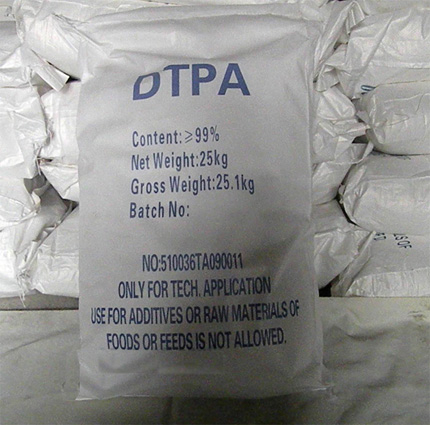 DTPA
Content:≥99%
Net Weight:25kg
Gross Weight:25.1kg
Batch No:
NO:510036TA090011
ONLY FOR TECH. APPLICATION
USE FOR ADDITIVES OR RAW MATERIALS OF
FOODS OR FEEDS IS NOT ALLOWED.